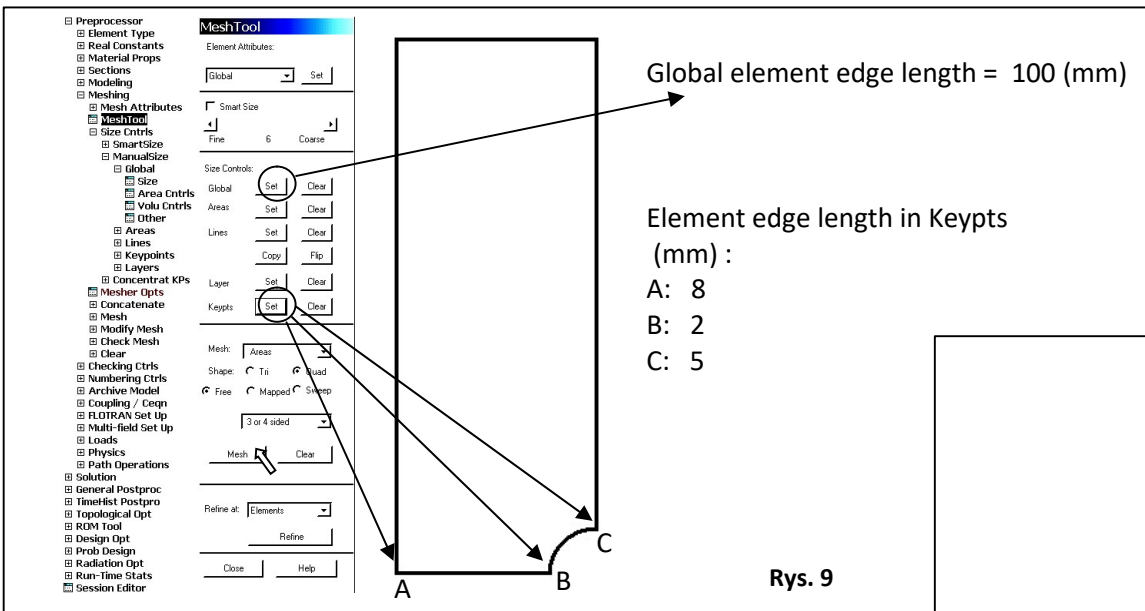 Preprocessor
Element Type
Real Constants
Material Props
Sections
Modeling
Meshing
Mesh Attributes
MeshTool
Size Cntrls
SmartSize
ManualSize
Global
Size
Area Cntrls
Volu Cntrls
Other
Areas
Lines
Keypoints
Layers
Concentrat KPs
Mesher Opts
Concatenate
Mesh
Modify Mesh
Check Mesh
Clear
Checking Ctrls
Numbering Ctrls
Archive Model
Coupling / Ceqn
FLOTRAN Set Up
Multi-field Set Up
Loads
Physics
Path Operations
Solution
General Postproc
TimeHist Postpro
Topological Opt
ROM Tool
Design Opt
Prob Design
Radiation Opt
Run-Time Stats
Session Editor
MeshTool
Element Attributes:
Global Set
Smart Size
Fine 6 Coarse
Size Controls:
Global Set Clear
Areas Set Clear
Lines Set Clear
Copy Flip
Layer Set Clear
Keypts Set Clear
Mesh: Areas
Shape: Tri Quad
Free Mapped Sweep
3 or 4 sided
Mesh Clear
Refine at: Elements
Refine
Close Help
Global element edge length = 100 (mm)
Element edge length in Keypts
(mm) :
A: 8
B: 2
C: 5
C
A
B
Rys. 9